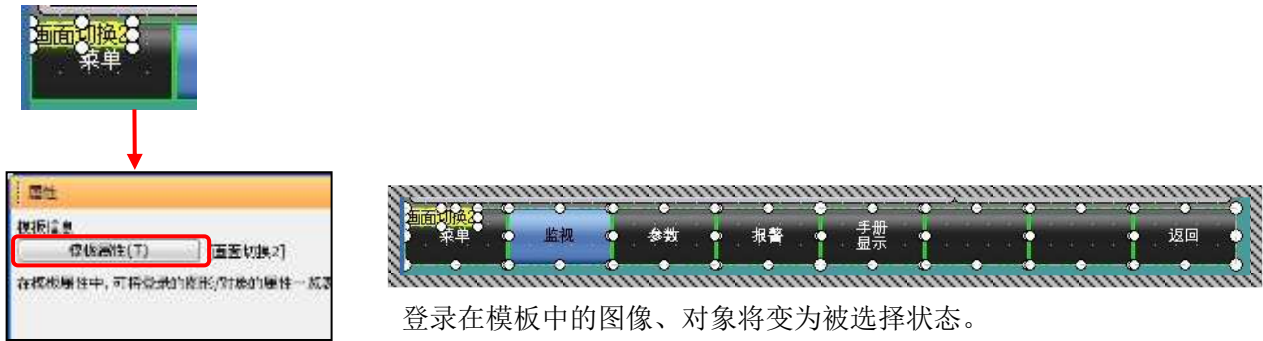 画面切换2
菜单
属性
模板信息
模板属性(T) [画面切换2]
在模板属性中,可将登录的图形/对象的属性一览表
画面切换2
菜单 监视 参数 报警 手册显示 返回
登录在模板中的图像、对象将变为被选择状态。